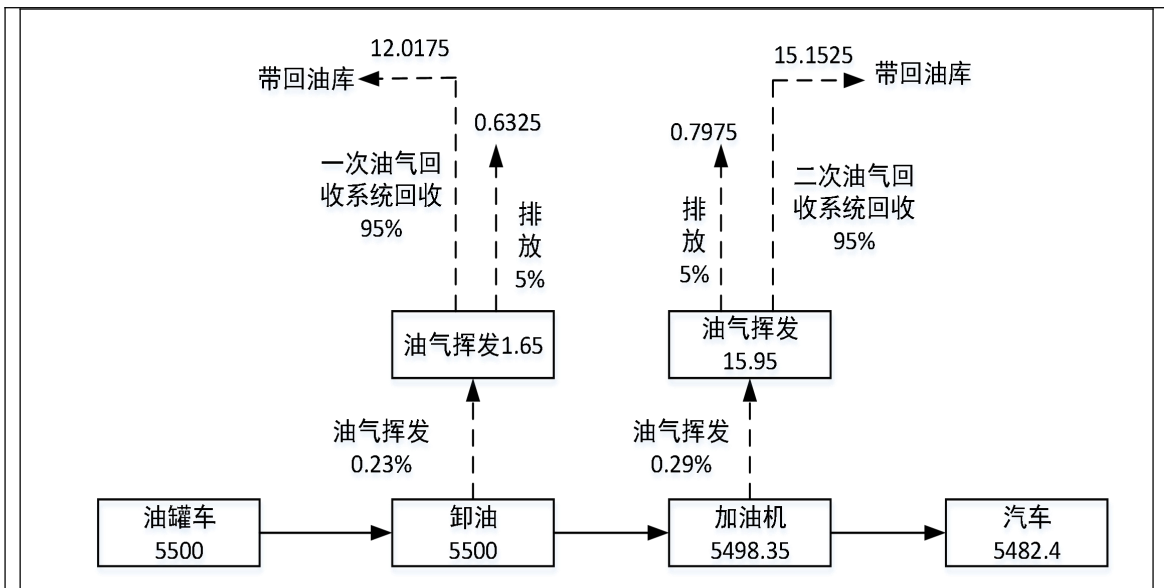 12.0175
带回油库
0.6325
一次油气回
收系统回收
95%
排
放
5%
油气挥发1.65
油气挥发
0.23%
15.1525
带回油库
0.7975
二次油气回
收系统回收
95%
排
放
5%
油气挥发
15.95
油气挥发
0.29%
油罐车
5500
卸油
5500
加油机
5498.35
汽车
5482.4